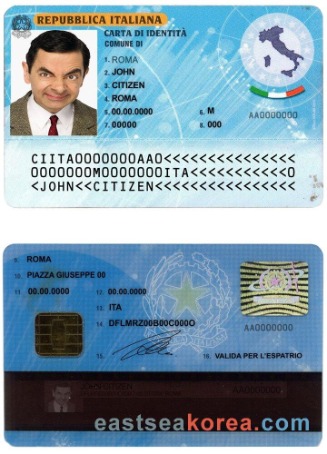 REPUBBLICA ITALIANA
CARTA DI IDENTITÀ
COMUNE DI
1. ROMA
2. JOHN
3. CITIZEN
4. ROMA
5. 00.00.0000 6. M
7. 00000 8. 000
AA0000000
CIITA0000000AA0<<<<<<<<<<<<<<<
0000000M0000000ITA<<<<<<<<<<<0
<JOHN<<CITIZEN<<<<<<<<<<<<<<<<
9. ROMA
10. PIAZZA GIUSEPPE 00
11. 00.00.0000 12. 00.00.0000
13. ITA
14. DFLMRZ00B00C000O
AA0000000
15. 16. VALIDA PER L'ESPATRIO
eastseakorea.com